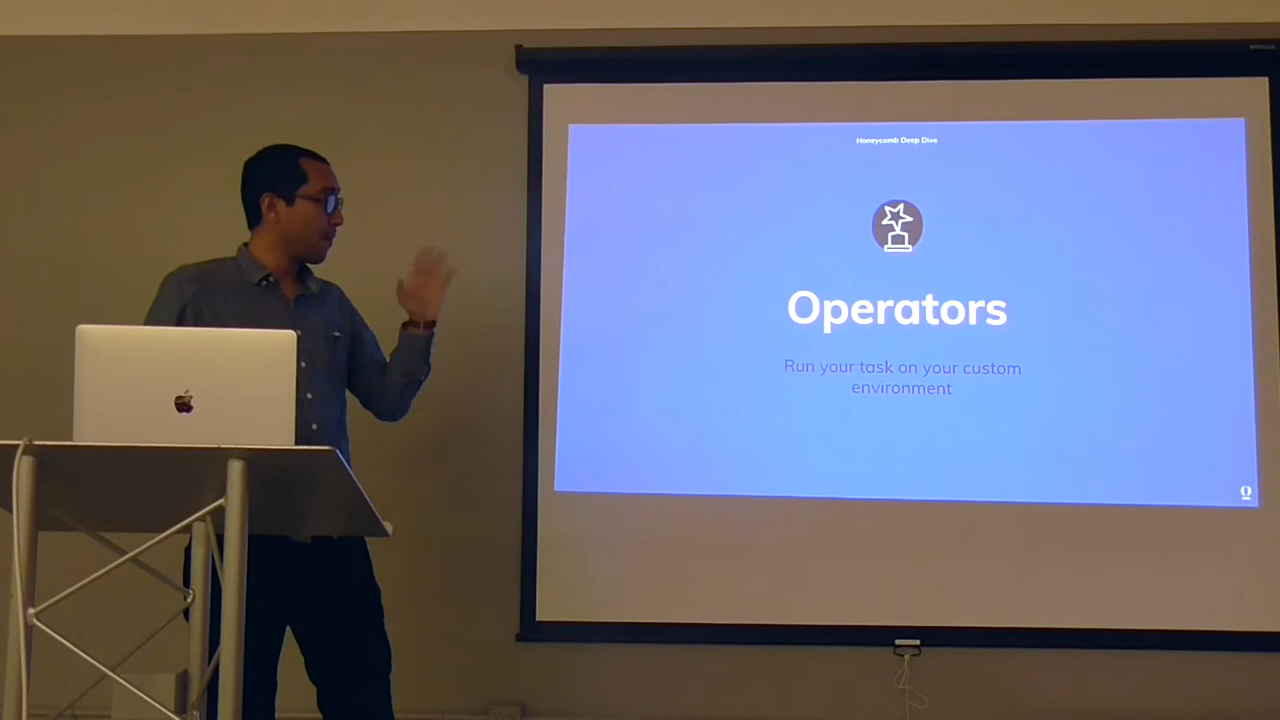 Honeycomb Deep Dive
Operators
Run your task on your custom
environment